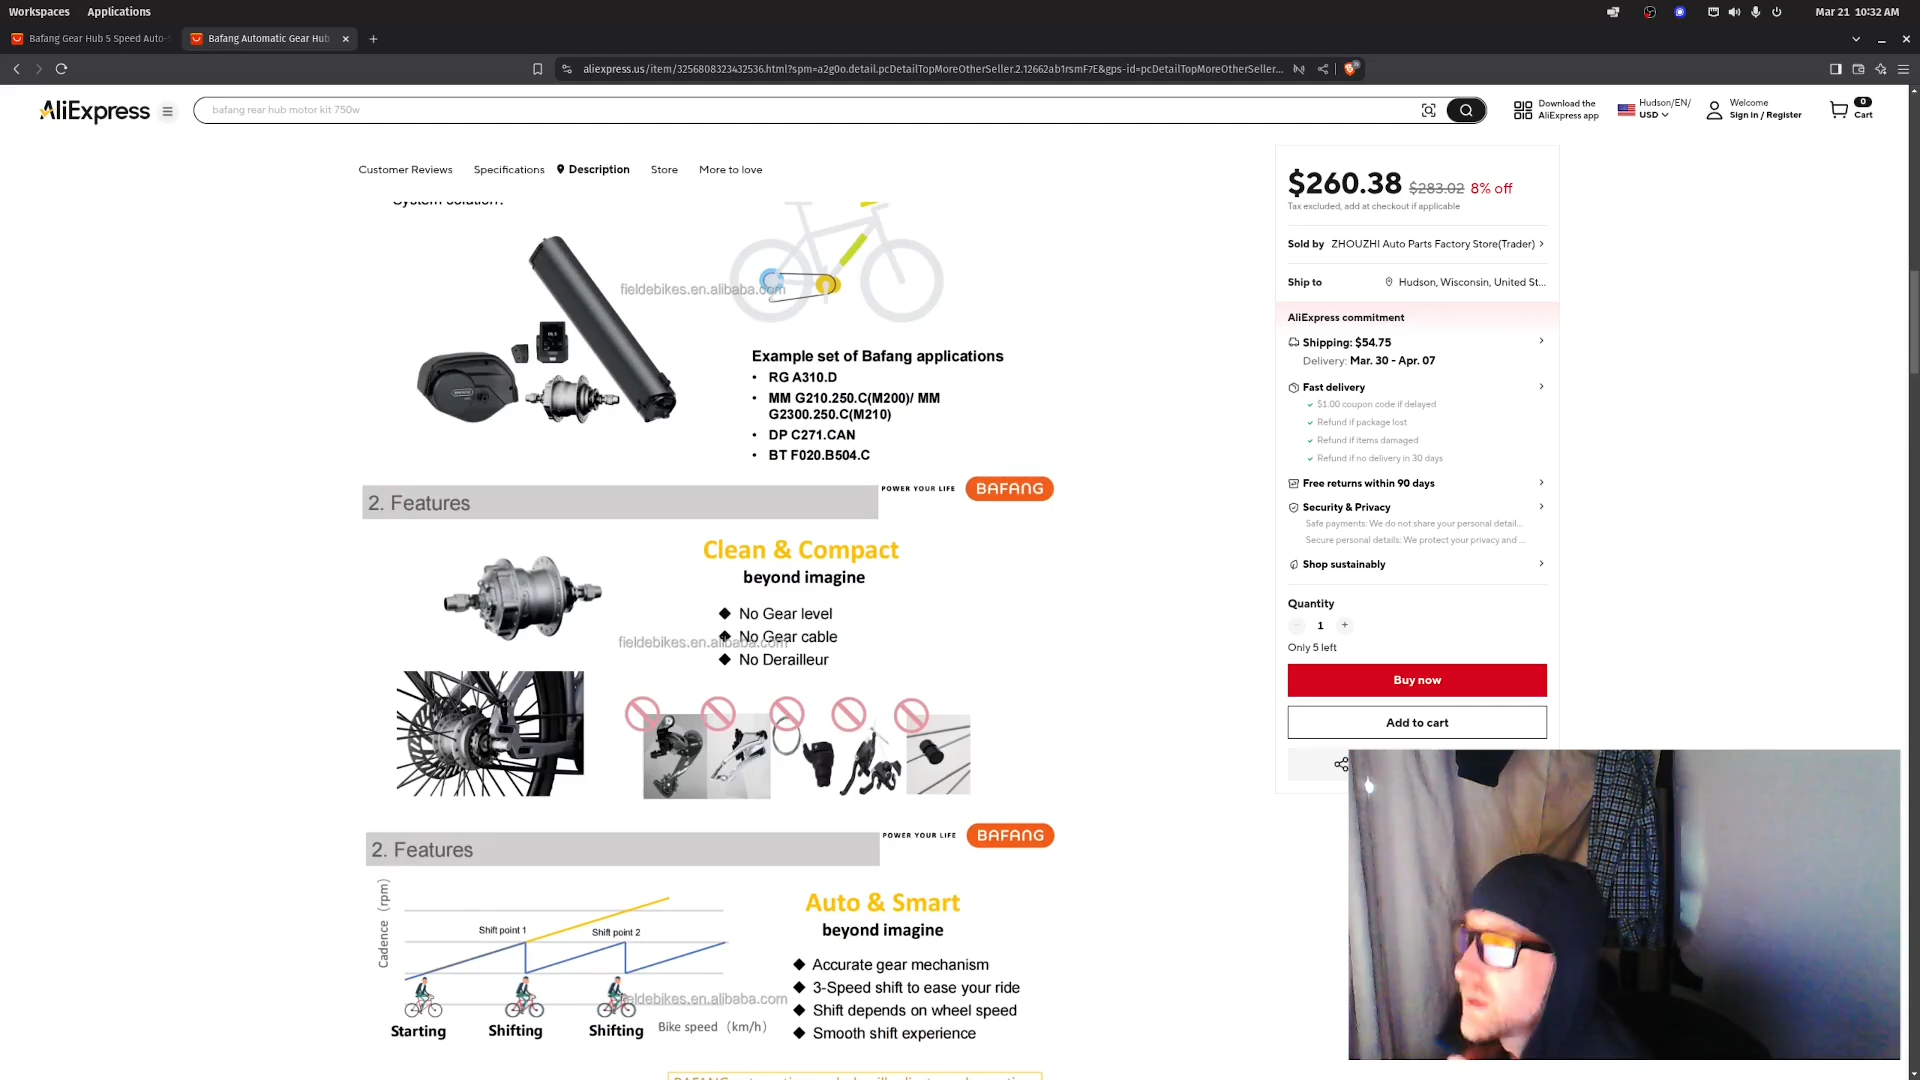 Workspaces
Applications
Mar 21 10:32 AM
Bafang Gear Hub 5 Speed Auto-
Bafang Automatic Gear Hub
aliexpress.us/item/3256808323432536.html?spm=a2g0o.detail.pcDetailTopMoreOtherSeller.2.12662ab1rsmF7E&gps-id=pcDetailTopMoreOtherSeller...
AliExpress
bafang rear hub motor kit 750w
Download the
AliExpress app
Hudson/EN/
USD
Welcome
Sign in / Register
0
Cart
Customer Reviews
Specifications
Description
Store
More to love
System solution:
fieldebikes.en.alibaba.com
Example set of Bafang applications
• RG A310.D
• MM G210.250.C(M200)/ MM
G2300.250.C(M210)
• DP C271.CAN
• BT F020.B504.C
2. Features
POWER YOUR LIFE
BAFANG
Clean & Compact
beyond imagine
◆ No Gear level
◆ No Gear cable
◆ No Derailleur
fieldebikes.en.alibaba.com
2. Features
POWER YOUR LIFE
BAFANG
Cadence (rpm)
Shift point 1
Shift point 2
Starting
Shifting
Shifting
Bike speed (km/h)
fieldebikes.en.alibaba.com
Auto & Smart
beyond imagine
◆ Accurate gear mechanism
◆ 3-Speed shift to ease your ride
◆ Shift depends on wheel speed
◆ Smooth shift experience
$260.38 $283.02 8% off
Tax excluded, add at checkout if applicable
Sold by ZHOUZHI Auto Parts Factory Store(Trader)
Ship to
Hudson, Wisconsin, United St...
AliExpress commitment
Shipping: $54.75
Delivery: Mar. 30 - Apr. 07
Fast delivery
$1.00 coupon code if delayed
Refund if package lost
Refund if items damaged
Refund if no delivery in 30 days
Free returns within 90 days
Security & Privacy
Safe payments: We do not share your personal detail...
Secure personal details: We protect your privacy and ...
Shop sustainably
Quantity
1
Only 5 left
Buy now
Add to cart